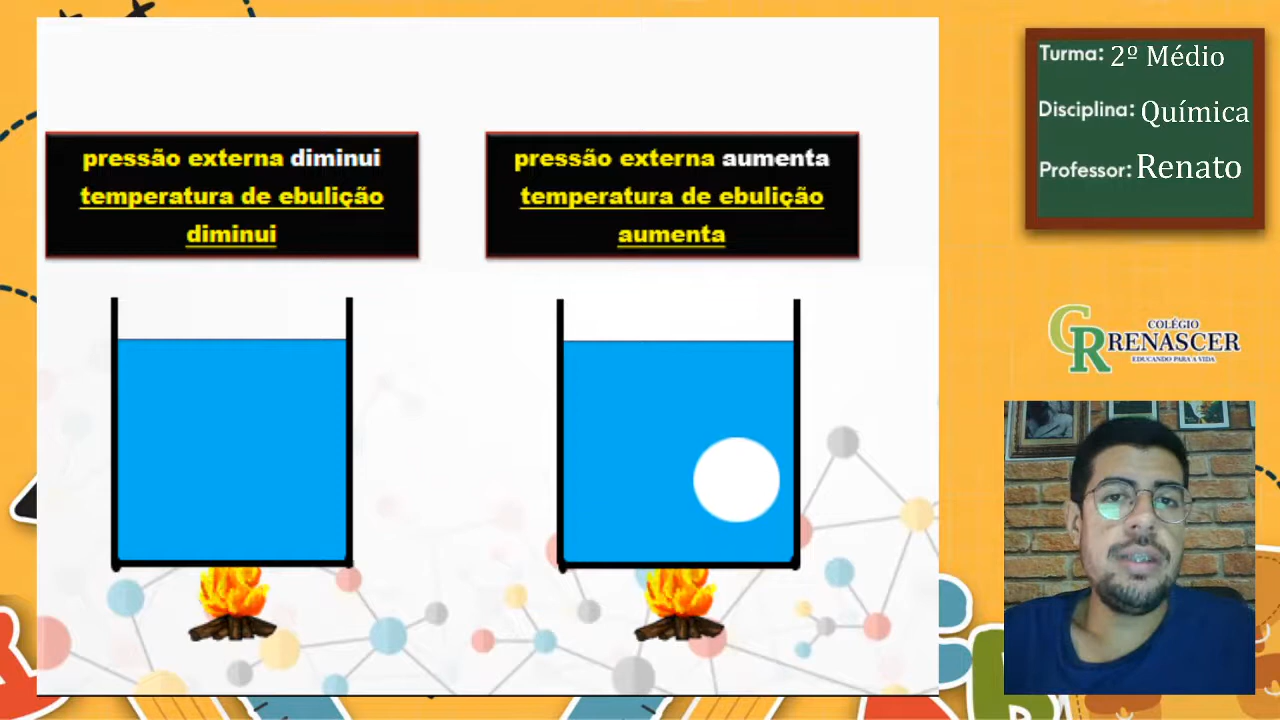 pressão externa diminui
temperatura de ebulição
diminui
pressão externa aumenta
temperatura de ebulição
aumenta
Turma: 2º Médio
Disciplina: Química
Professor: Renato
COLÉGIO
CR RENASCER
EDUCANDO PARA A VIDA